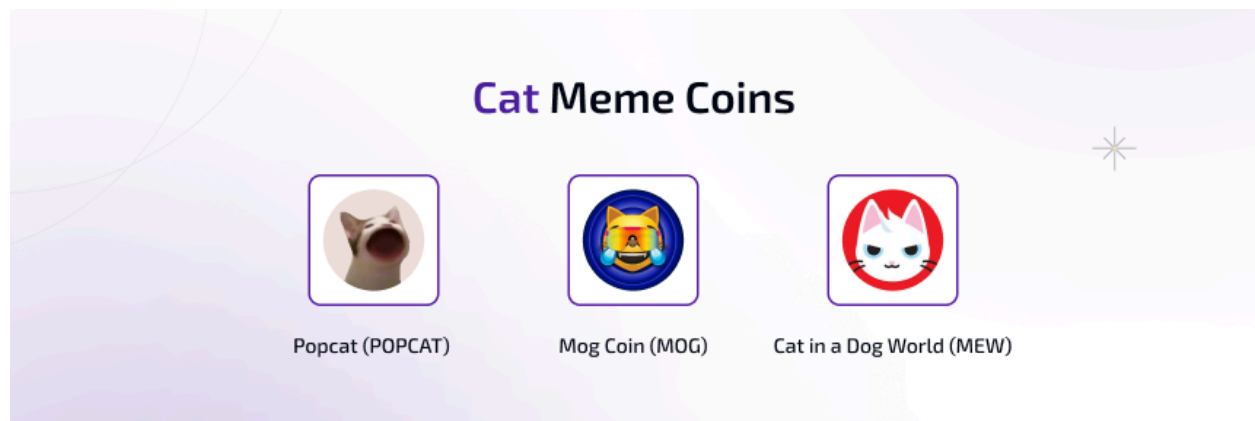 Cat Meme Coins
Popcat (POPCAT)
Mog Coin (MOG)
Cat in a Dog World (MEW)